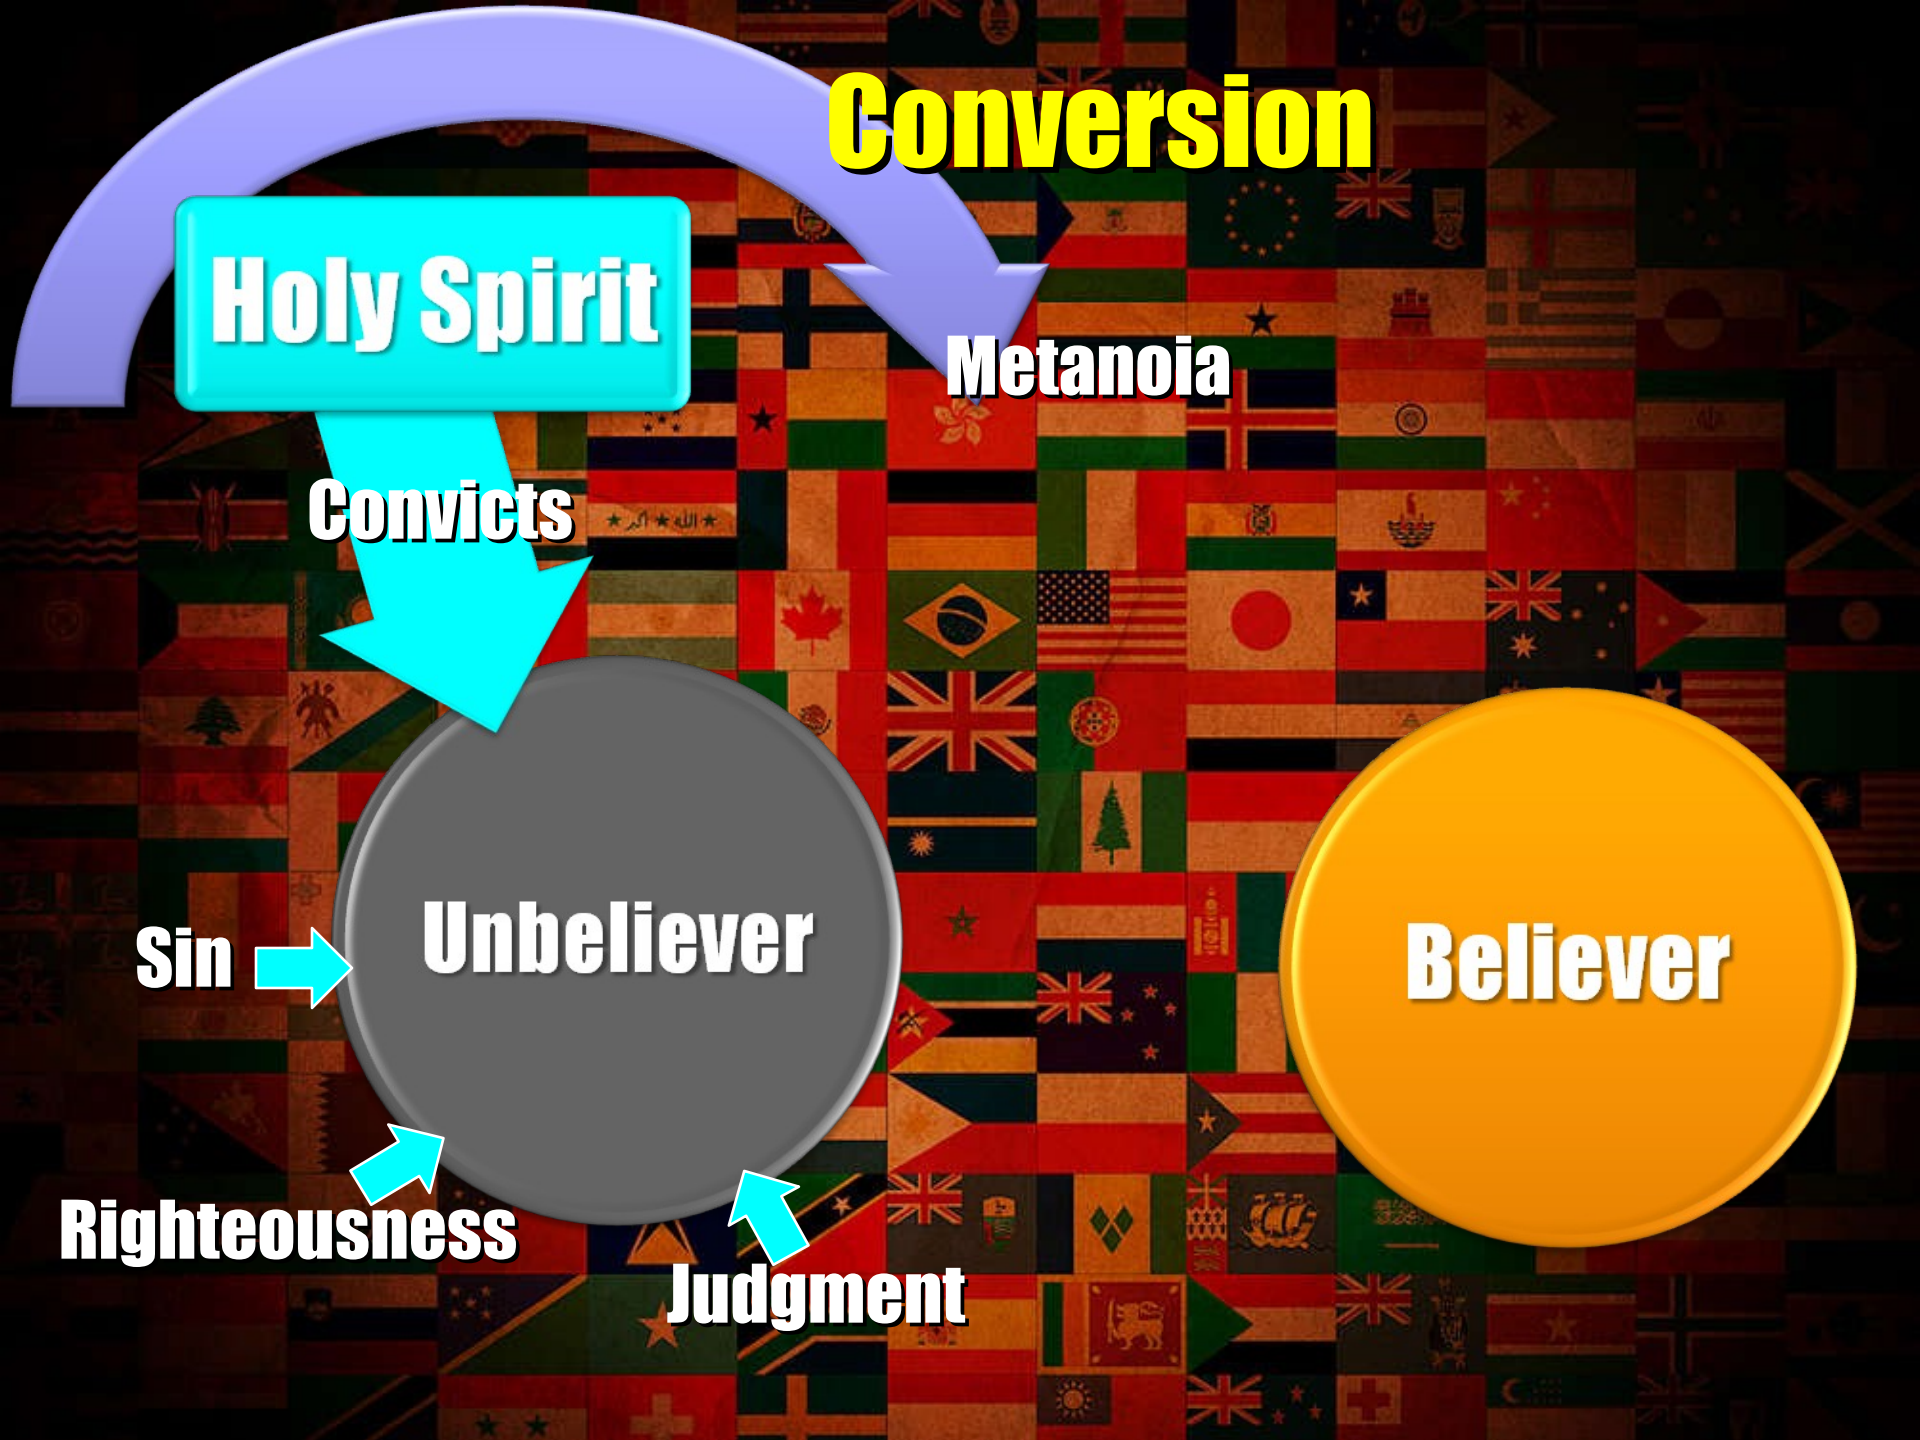 Conversion
Holy Spirit
Metanoia
Convicts
Unbeliever
Believer
Sin
Righteousness
Judgment